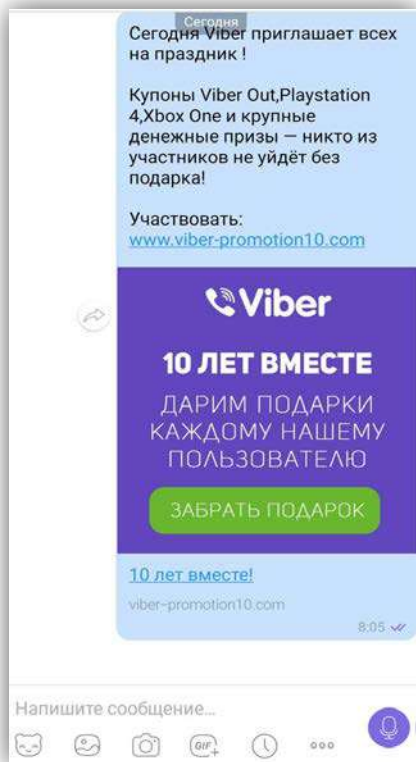 Сегодня
Сегодня Viber приглашает всех
на праздник !
Купоны Viber Out,Playstation
4,Xbox One и крупные
денежные призы — никто из
участников не уйдёт без
подарка!
Участвовать:
www.viber-promotion10.com
Viber
10 ЛЕТ ВМЕСТЕ
ДАРИМ ПОДАРКИ
КАЖДОМУ НАШЕМУ
ПОЛЬЗОВАТЕЛЮ
ЗАБРАТЬ ПОДАРОК
10 лет вместе!
viber-promotion10.com
8:05
Напишите сообщение...
GIF